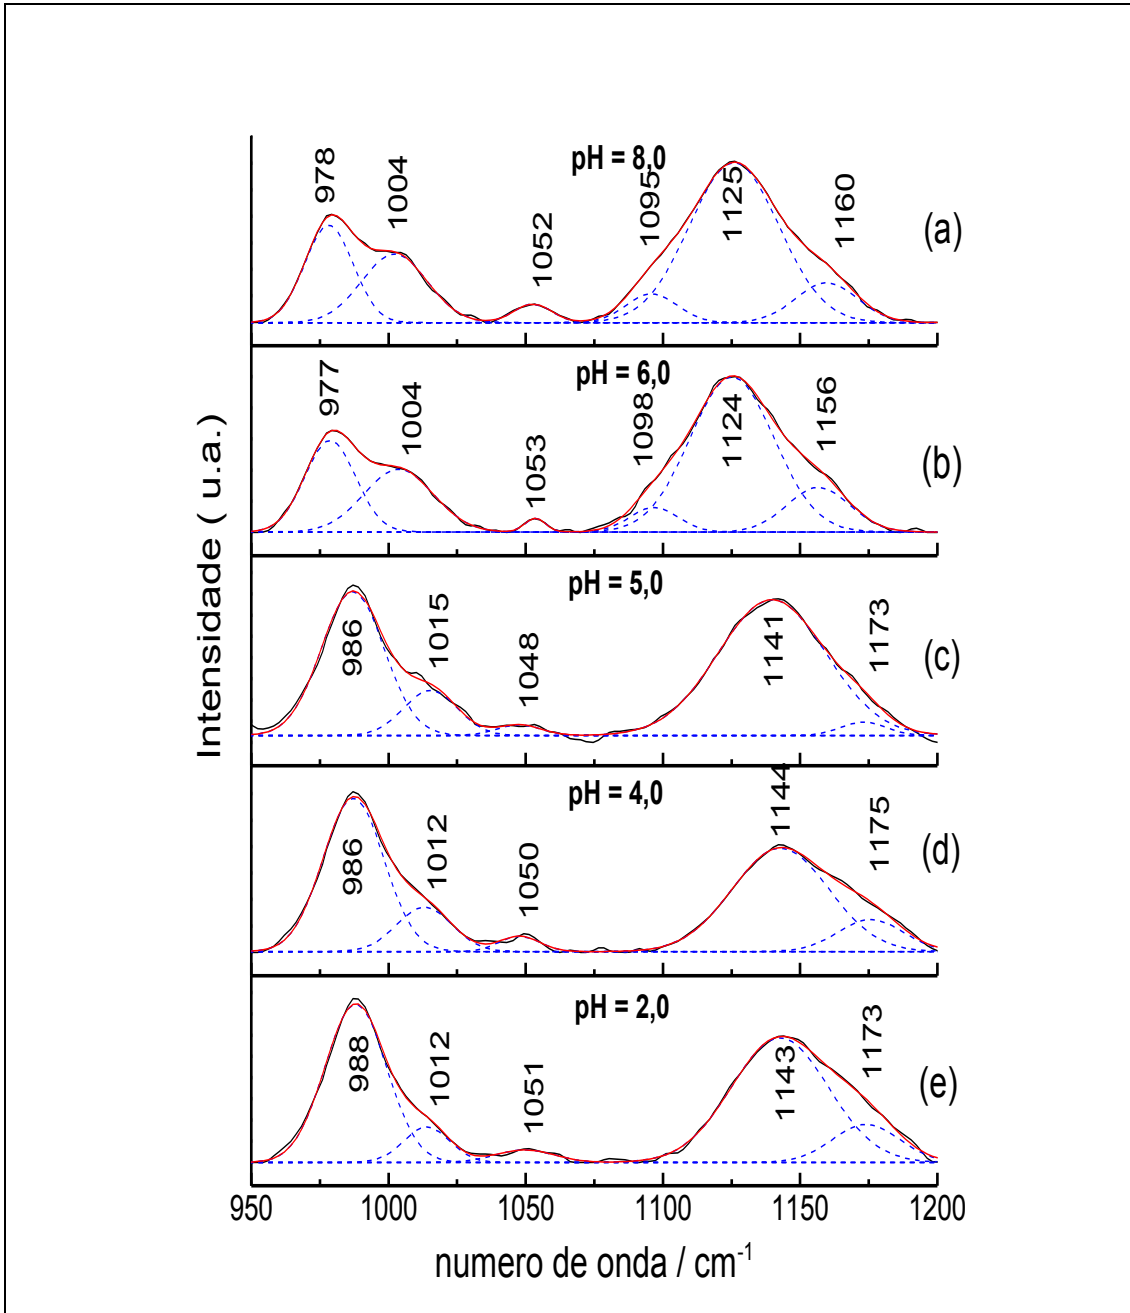 pH = 8,0
978
1004
1052
1095
1125
1160
(a)
pH = 6,0
977
1004
1053
1098
1124
1156
(b)
pH = 5,0
986
1015
1048
1141
1173
(c)
pH = 4,0
986
1012
1050
1144
1175
(d)
pH = 2,0
988
1012
1051
1143
1173
(e)
Intensidade ( u.a.)
950 1000 1050 1100 1150 1200
numero de onda / cm⁻¹